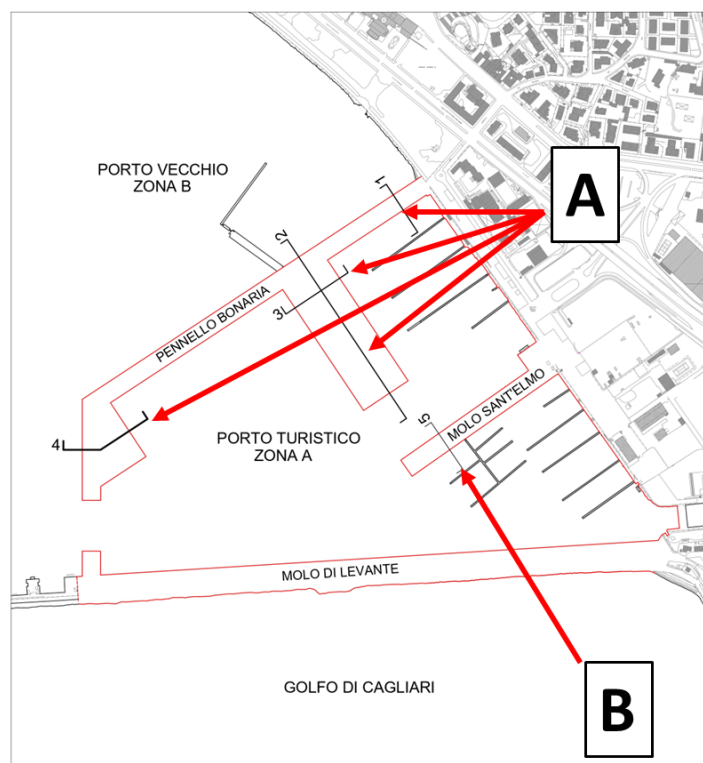 A
PORTO VECCHIO
ZONA B
1
2
3
PENNELLO BONARIA
4
PORTO TURISTICO
ZONA A
5
MOLO SANT'ELMO
MOLO DI LEVANTE
GOLFO DI CAGLIARI
B